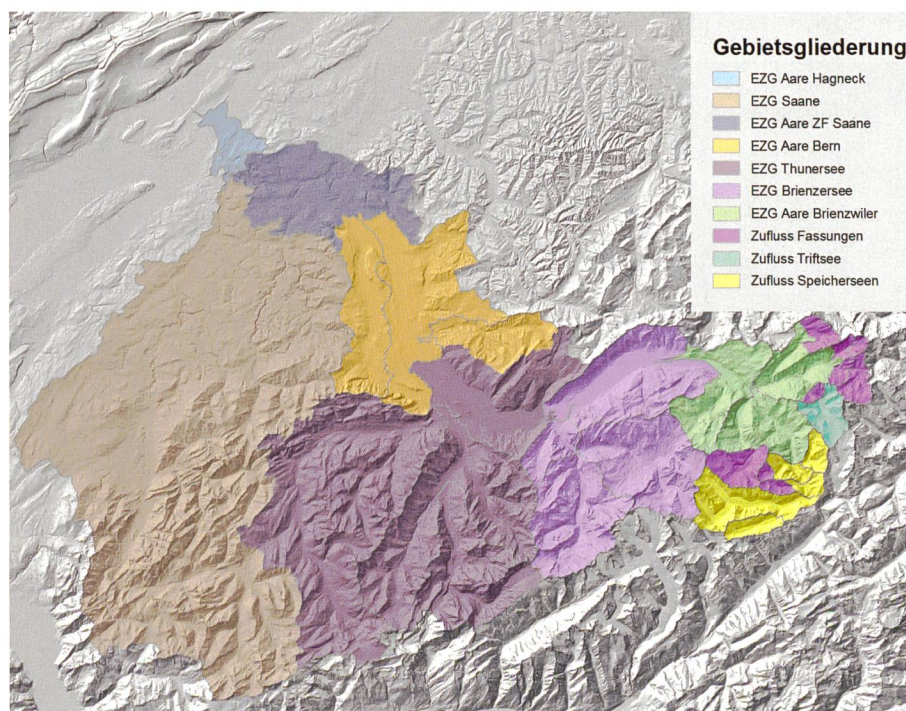 Gebietsgliederung
EZG Aare Hagneck
EZG Saane
EZG Aare ZF Saane
EZG Aare Bern
EZG Thunersee
EZG Brienzersee
EZG Aare Brienzwiler
Zufluss Fassungen
Zufluss Triftsee
Zufluss Speicherseen